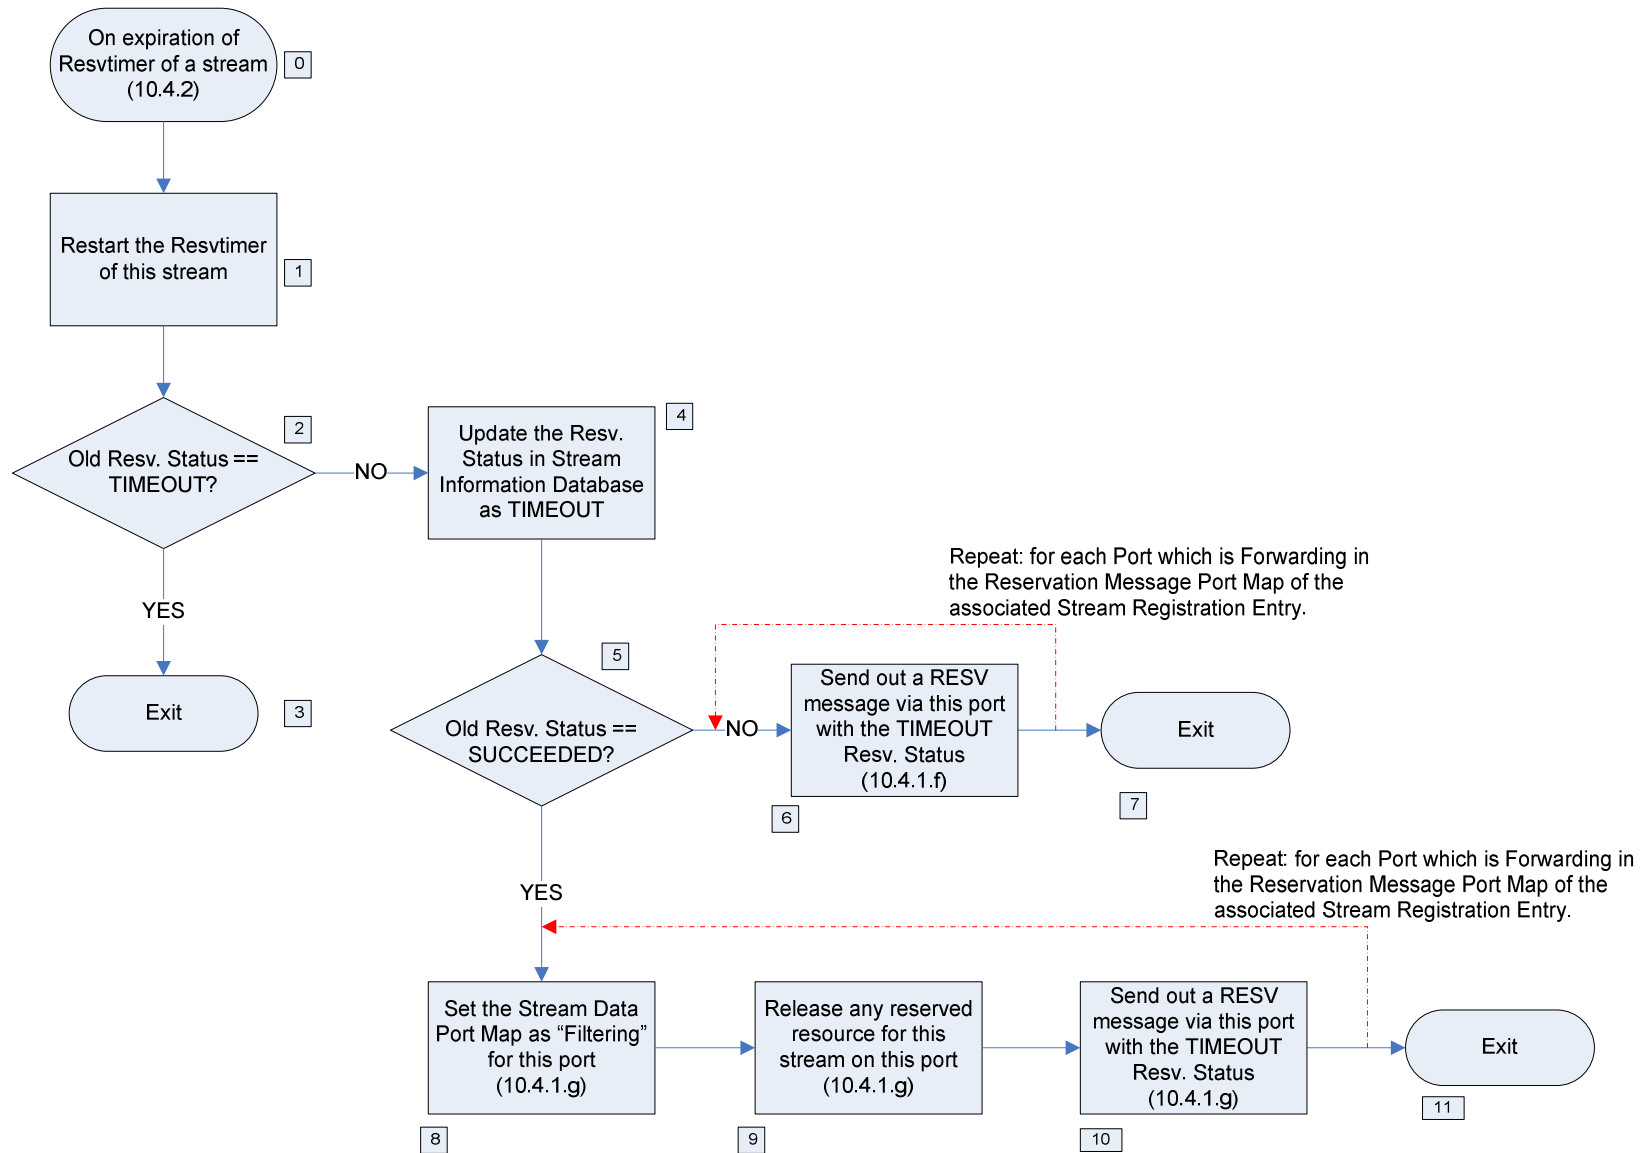 On expiration of
Resvtimer of a stream
(10.4.2)
0
Restart the Resvtimer
of this stream
1
2
Old Resv. Status ==
TIMEOUT?
NO
4
Update the Resv.
Status in Stream
Information Database
as TIMEOUT
YES
Exit
3
Repeat: for each Port which is Forwarding in
the Reservation Message Port Map of the
associated Stream Registration Entry.
5
Old Resv. Status ==
SUCCEEDED?
NO
Send out a RESV
message via this port
with the TIMEOUT
Resv. Status
(10.4.1.f)
6
Exit
7
YES
Repeat: for each Port which is Forwarding in
the Reservation Message Port Map of the
associated Stream Registration Entry.
Set the Stream Data
Port Map as “Filtering”
for this port
(10.4.1.g)
8
Release any reserved
resource for this
stream on this port
(10.4.1.g)
9
Send out a RESV
message via this port
with the TIMEOUT
Resv. Status
(10.4.1.g)
10
Exit
11